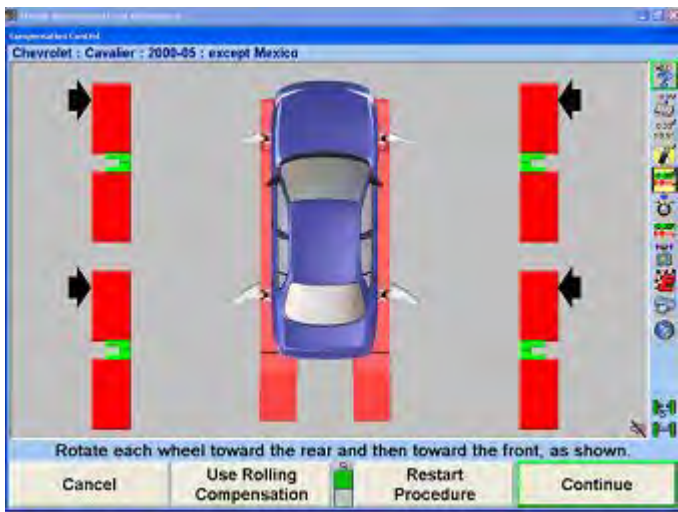 Compensation Control
Chevrolet : Cavalier : 2000-05 : except Mexico
Rotate each wheel toward the rear and then toward the front, as shown.
Cancel
Use Rolling
Compensation
Restart
Procedure
Continue